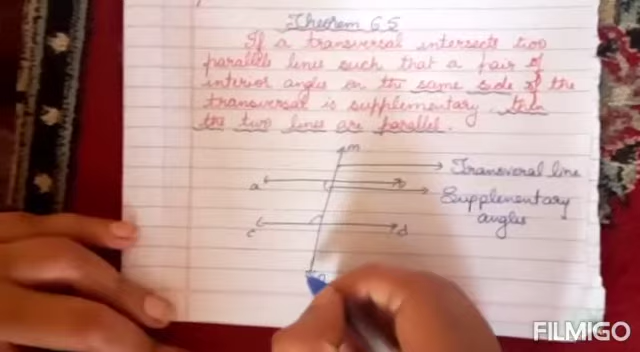 Theorem 6.5
If a transversal intersects two
parallel lines such that a pair of
interior angles on the same side of the
transversal is supplementary. then
the two lines are parallel.
m
Transveral line
a b
Supplementary
angles
c d
FILMIGO